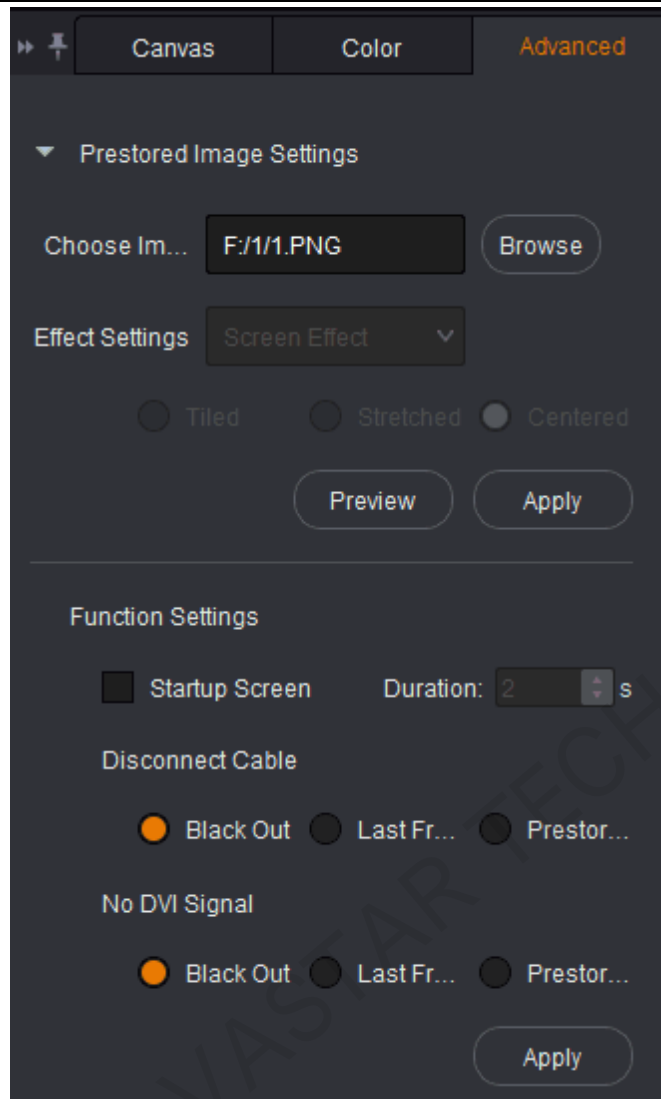 Canvas Color Advanced
Prestored Image Settings
Choose Im... F:/1/1.PNG Browse
Effect Settings Screen Effect
Tiled Stretched Centered
Preview Apply
Function Settings
Startup Screen Duration: 2 s
Disconnect Cable
Black Out Last Fr... Prestor...
No DVI Signal
Black Out Last Fr... Prestor...
Apply
VASTAR TECH